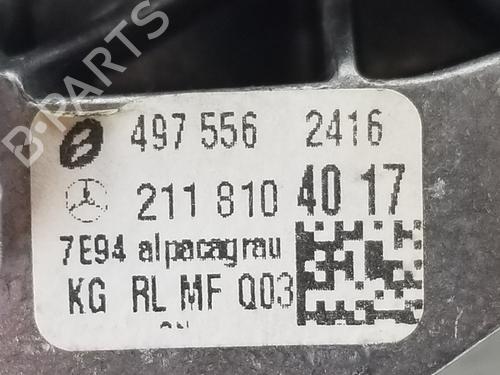 497 556 2416
211 810 40 17
7E94 alpacagrau
KG RL MF Q03
B-PARTS